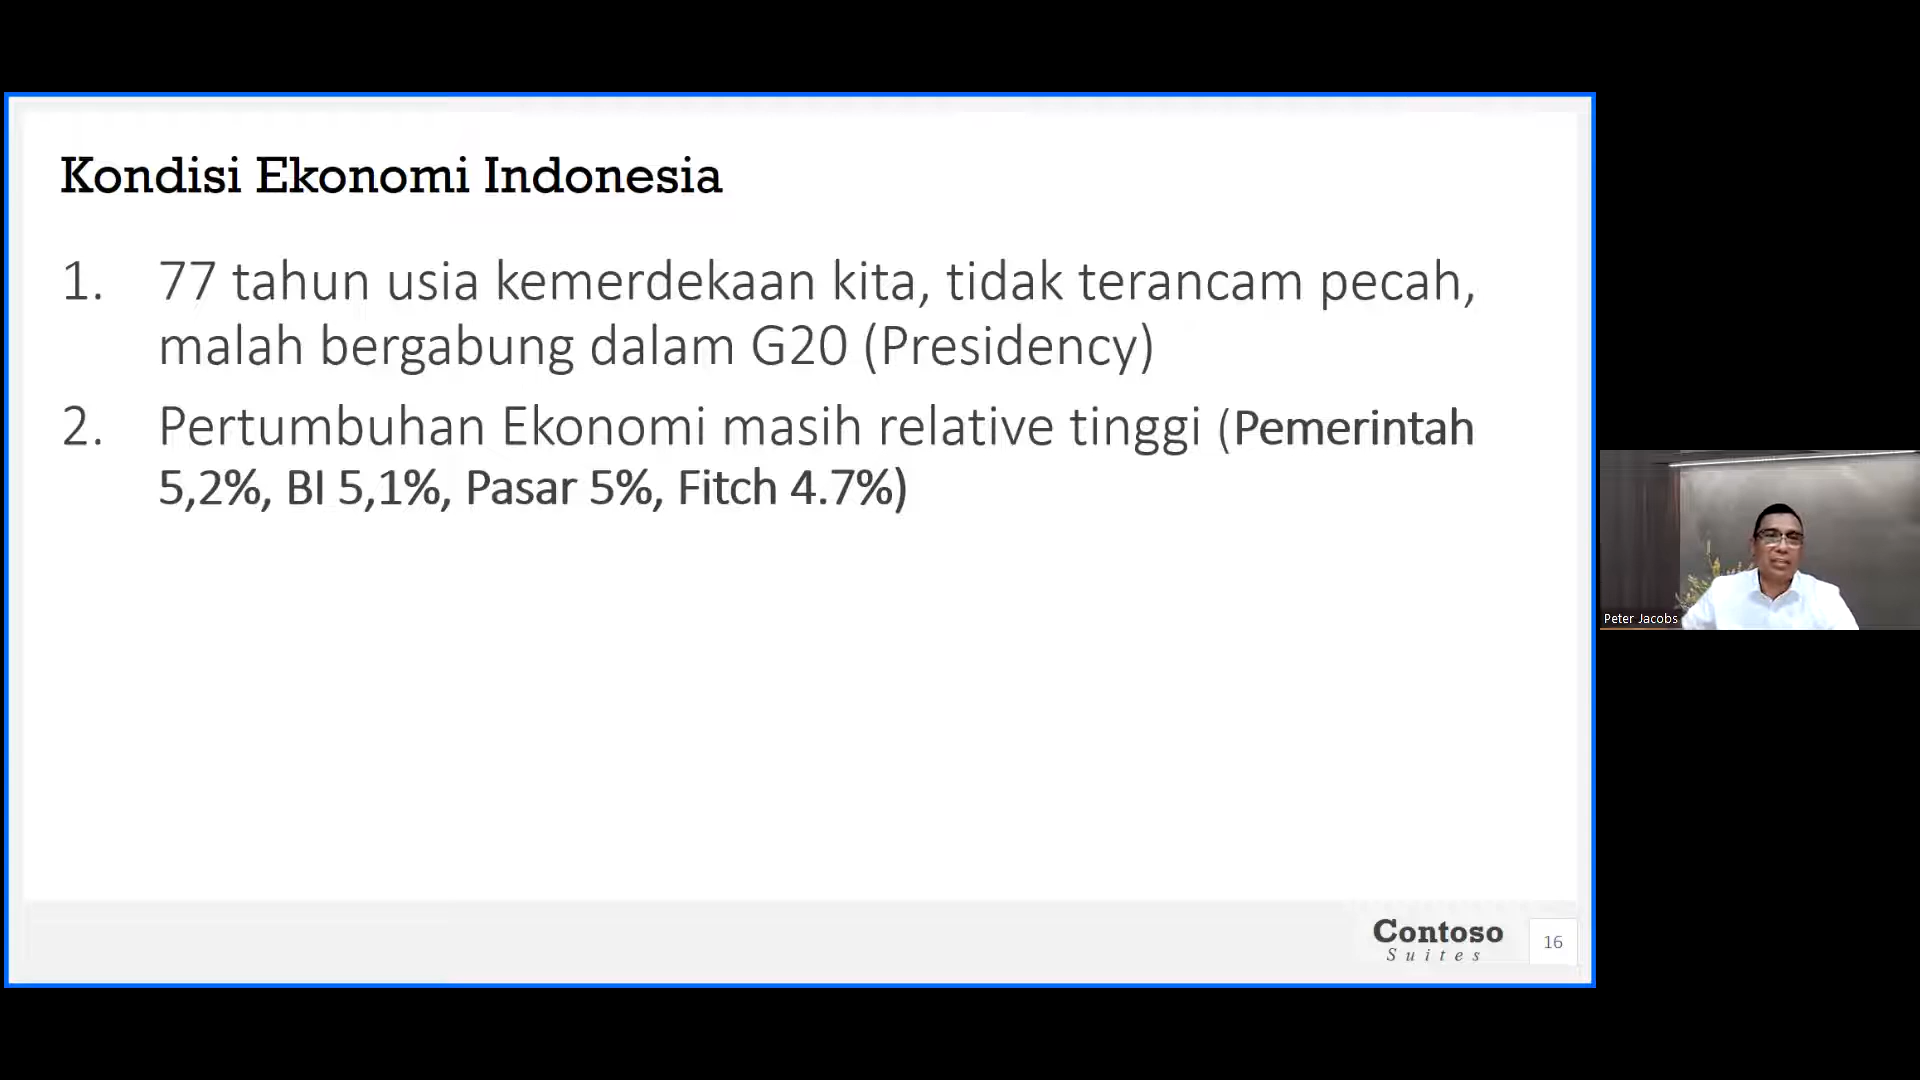 Kondisi Ekonomi Indonesia
1. 77 tahun usia kemerdekaan kita, tidak terancam pecah,
malah bergabung dalam G20 (Presidency)
2. Pertumbuhan Ekonomi masih relative tinggi (Pemerintah
5,2%, BI 5,1%, Pasar 5%, Fitch 4.7%)
Peter Jacobs
Contoso
Suites
16